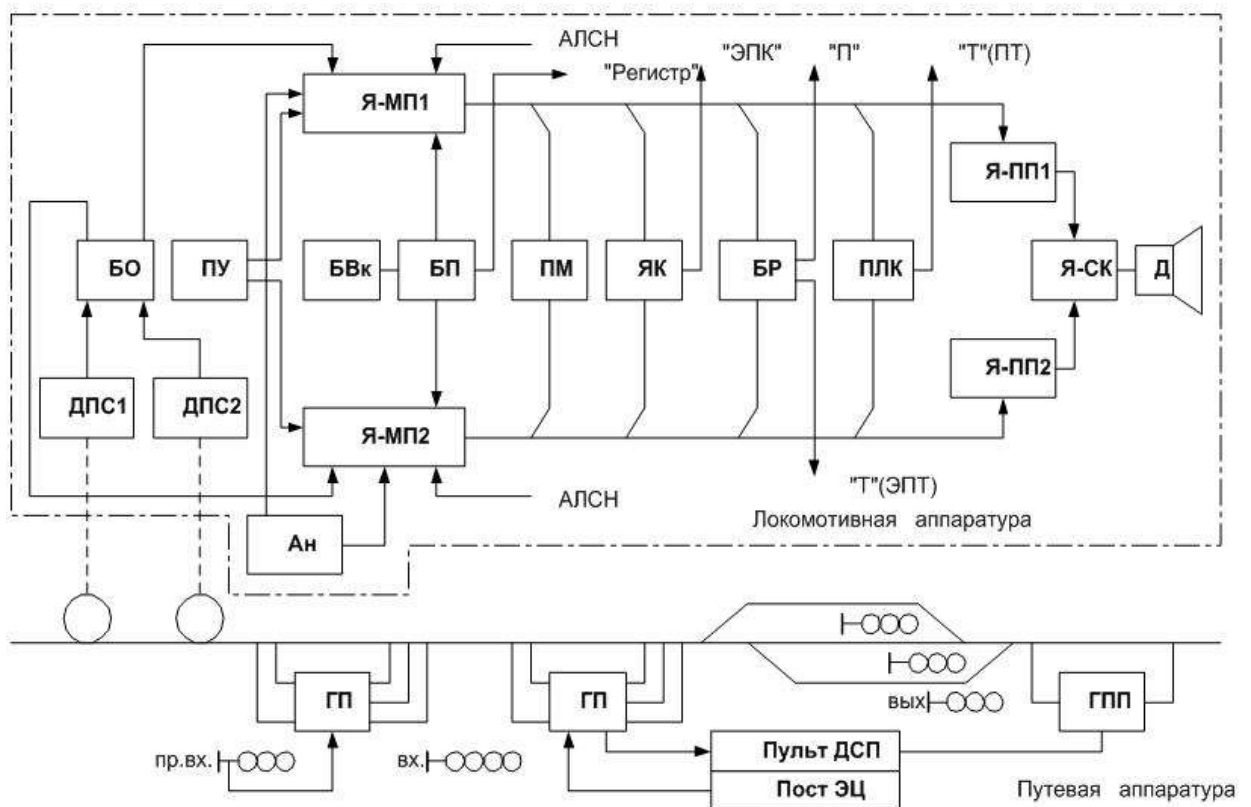 АЛСН
"ЭПК"
"П"
"Т"(ПТ)
"Регистр"
Я-МП1
Я-ПП1
БО
ПУ
БВк
БП
ПМ
ЯК
БР
ПЛК
Я-СК
Д
ДПС1
ДПС2
Я-ПП2
Я-МП2
"Т"(ЭПТ)
АЛСН
Локомотивная аппаратура
Ан
ГП
ГП
вых
ГПП
пр.вх.
вх.
Пульт ДСП
Пост ЭЦ
Путевая аппаратура